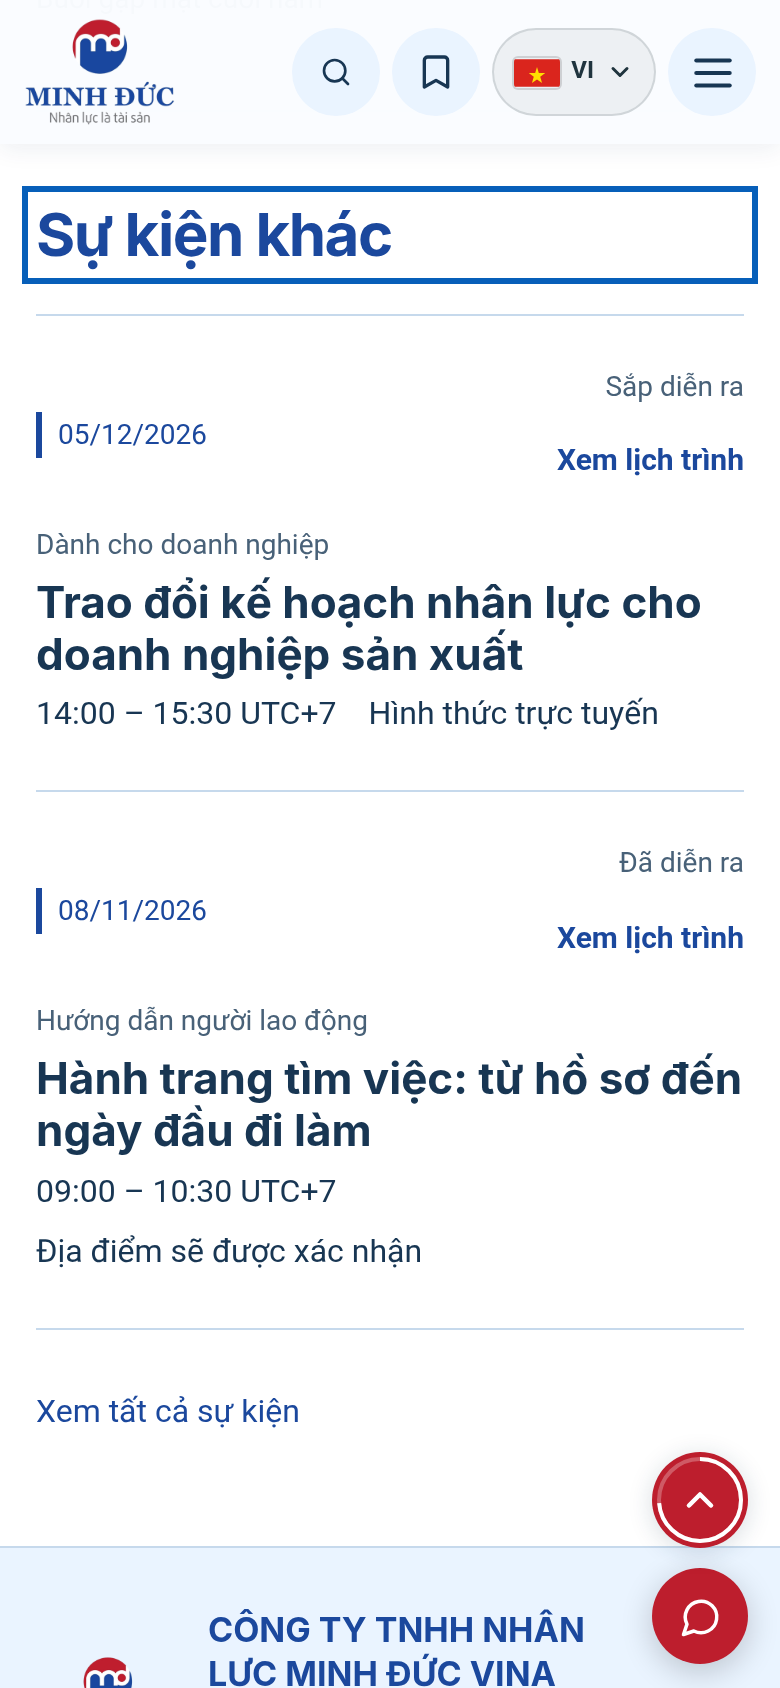 MINH ĐỨC
Nhân lực là tài sản
VI
Sự kiện khác
Sắp diễn ra
05/12/2026
Xem lịch trình
Dành cho doanh nghiệp
Trao đổi kế hoạch nhân lực cho
doanh nghiệp sản xuất
14:00 – 15:30 UTC+7 Hình thức trực tuyến
Đã diễn ra
08/11/2026
Xem lịch trình
Hướng dẫn người lao động
Hành trang tìm việc: từ hồ sơ đến
ngày đầu đi làm
09:00 – 10:30 UTC+7
Địa điểm sẽ được xác nhận
Xem tất cả sự kiện
CÔNG TY TNHH NHÂN
LỰC MINH ĐỨC VINA